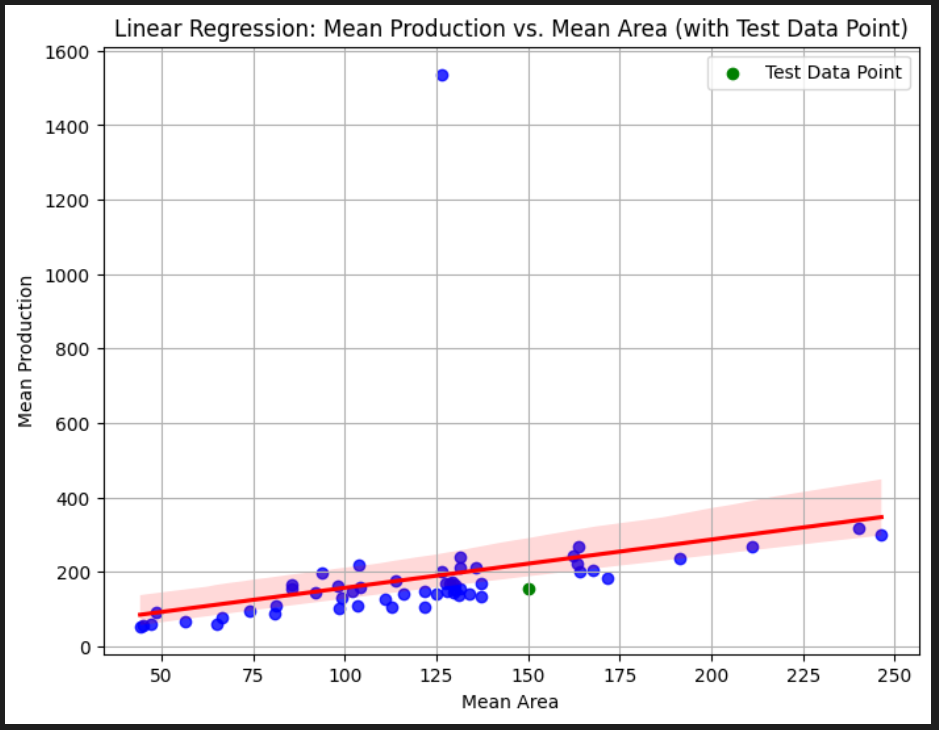 Linear Regression: Mean Production vs. Mean Area (with Test Data Point)
Test Data Point
1600
1400
1200
1000
800
600
400
200
0
Mean Production
50 75 100 125 150 175 200 225 250
Mean Area